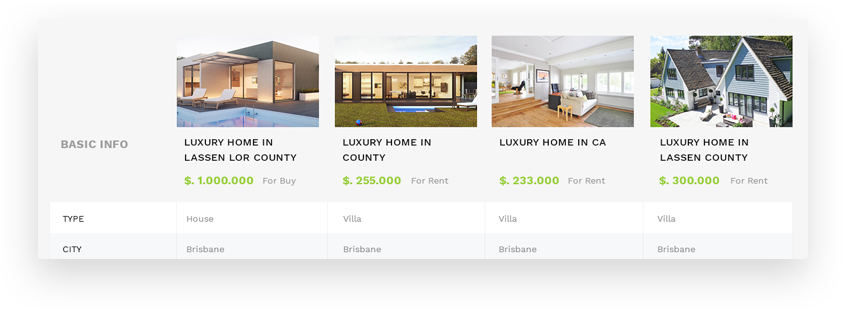 BASIC INFO
LUXURY HOME IN
LASSEN LOR COUNTY
$. 1.000.000 For Buy
LUXURY HOME IN
COUNTY
$. 255.000 For Rent
LUXURY HOME IN CA
$. 233.000 For Rent
LUXURY HOME IN
LASSEN COUNTY
$. 300.000 For Rent
TYPE House Villa Villa Villa
CITY Brisbane Brisbane Brisbane Brisbane